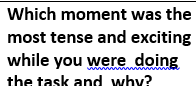 Which moment was the
most tense and exciting
while you were doing
the task and why?